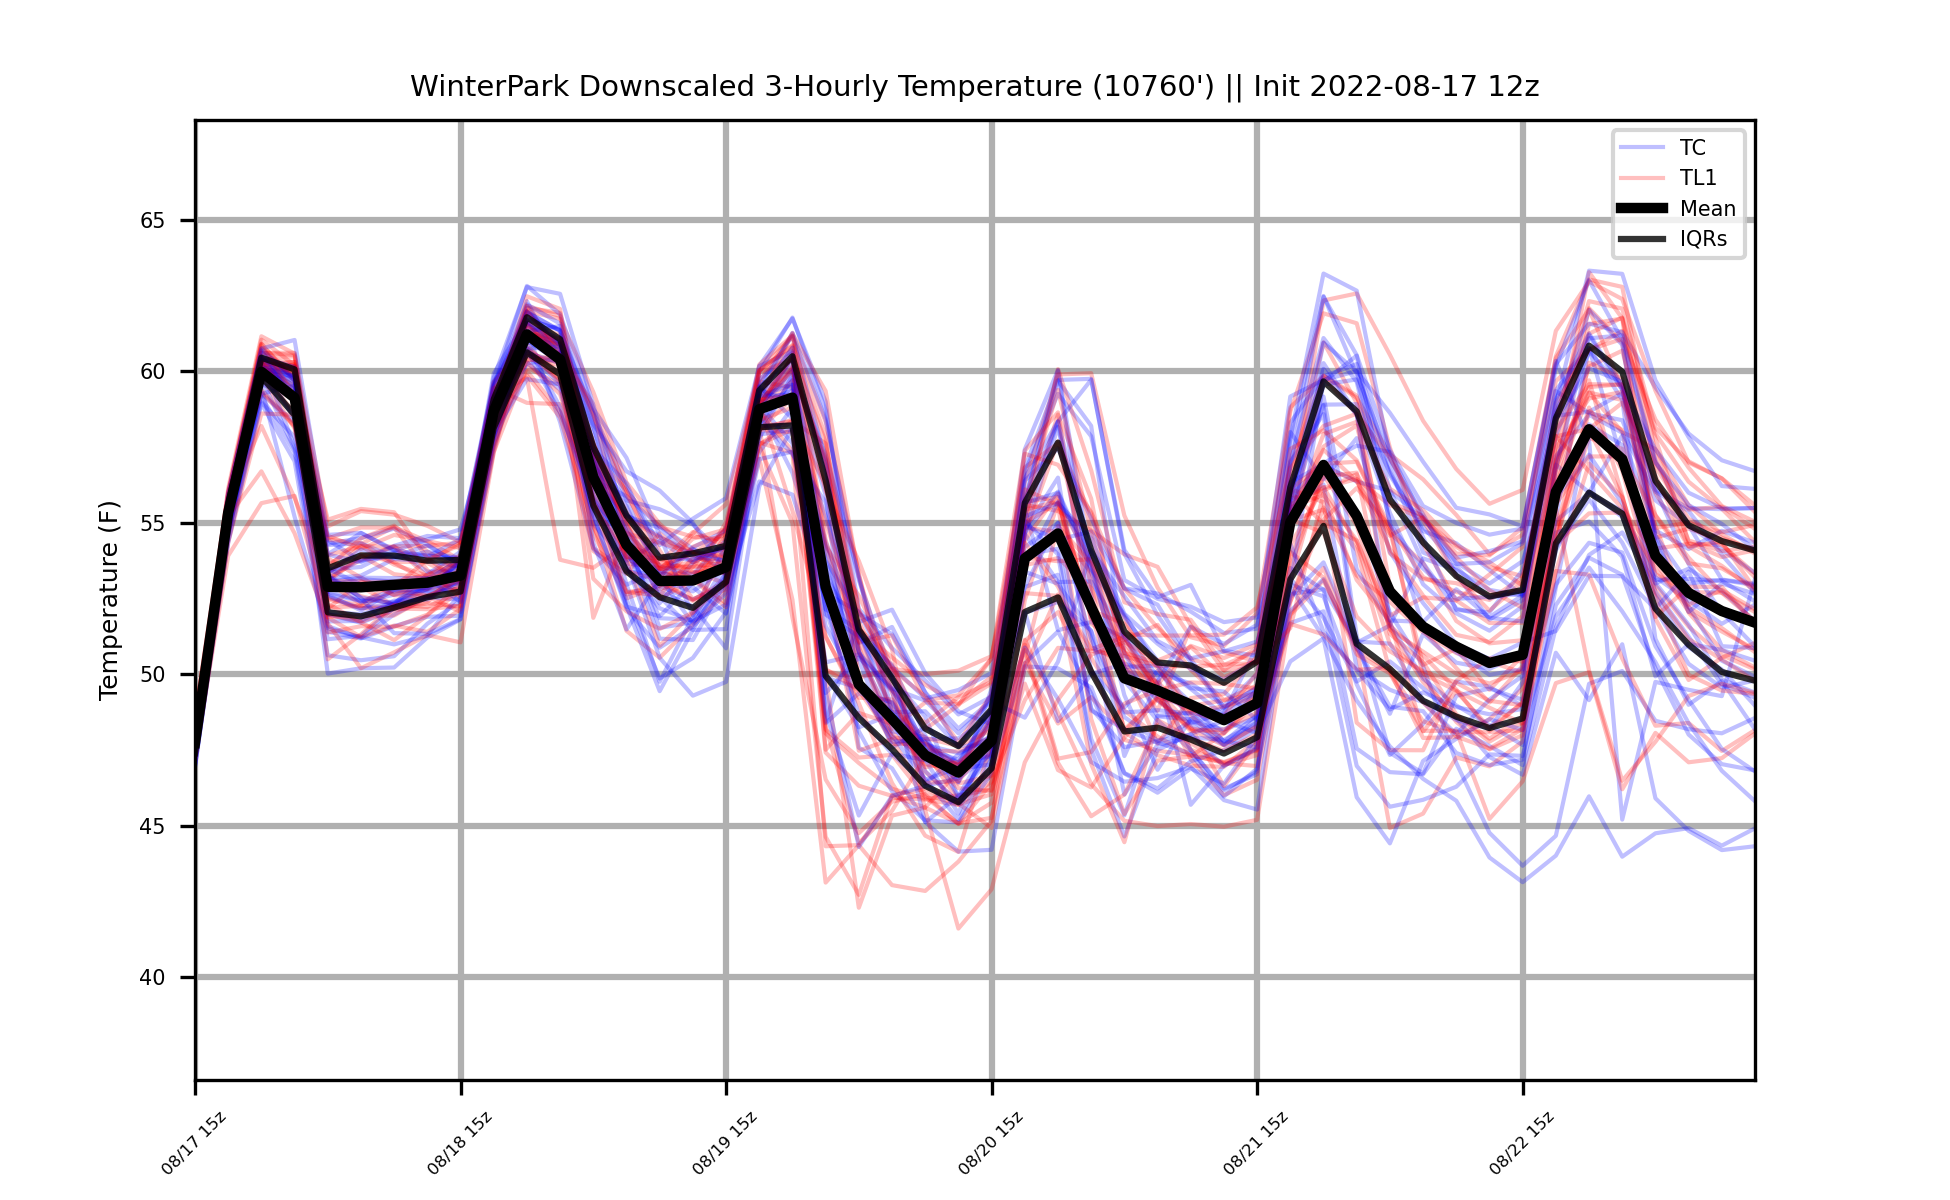 WinterPark Downscaled 3-Hourly Temperature (10760') || Init 2022-08-17 12z
TC
TL1
Mean
IQRs
Temperature (F)
65
60
55
50
45
40
08/17 15z
08/18 15z
08/19 15z
08/20 15z
08/21 15z
08/22 15z